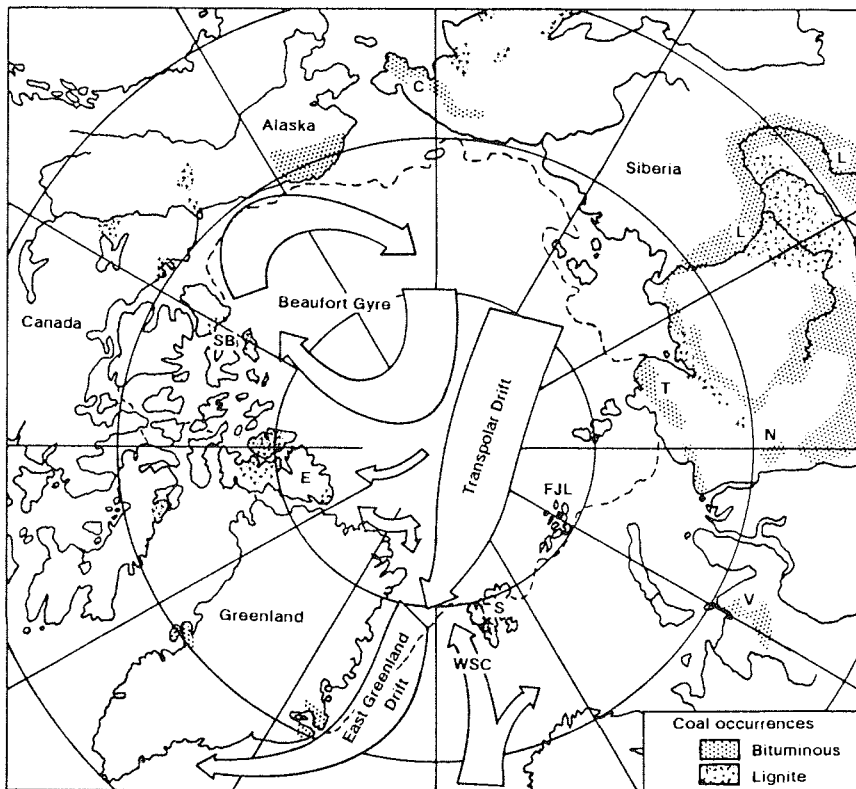 C
Alaska
Siberia
L
L
Beaufort Gyre
Canada
SB
T
Transpolar Drift
N
E
FJL
Greenland
S
V
WSC
East Greenland
Drift
Coal occurrences
Bituminous
Lignite